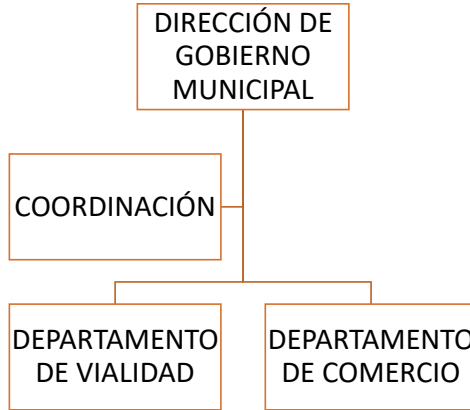 DIRECCIÓN DE
GOBIERNO
MUNICIPAL
COORDINACIÓN
DEPARTAMENTO
DE VIALIDAD
DEPARTAMENTO
DE COMERCIO